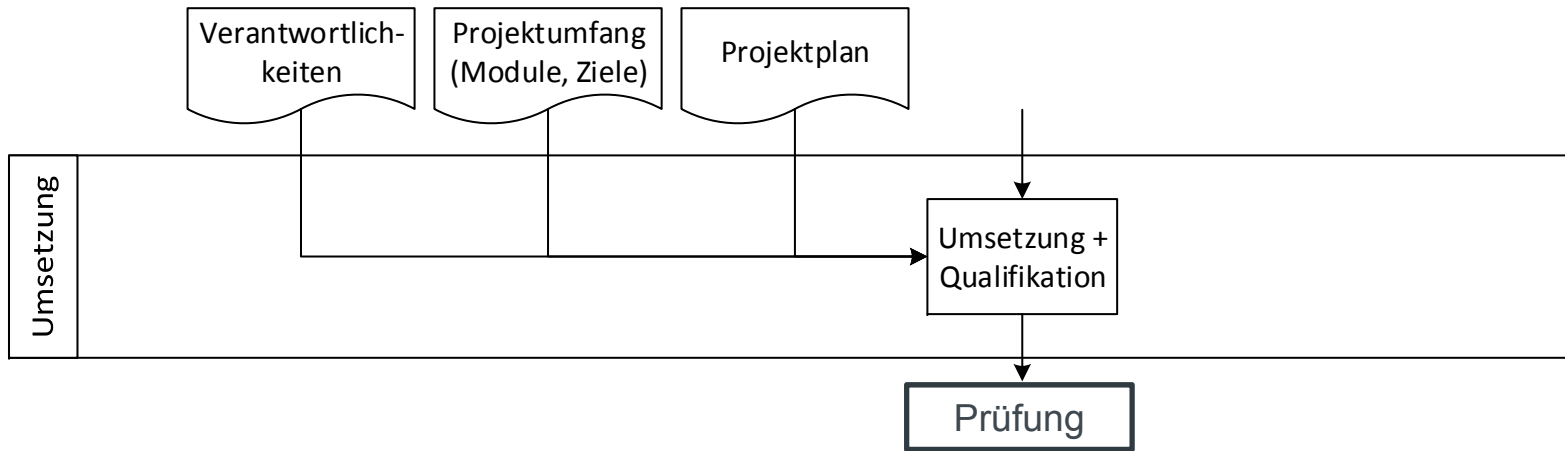 Verantwortlich-
keiten
Projektumfang
(Module, Ziele)
Projektplan
Umsetzung
Umsetzung +
Qualifikation
Prüfung